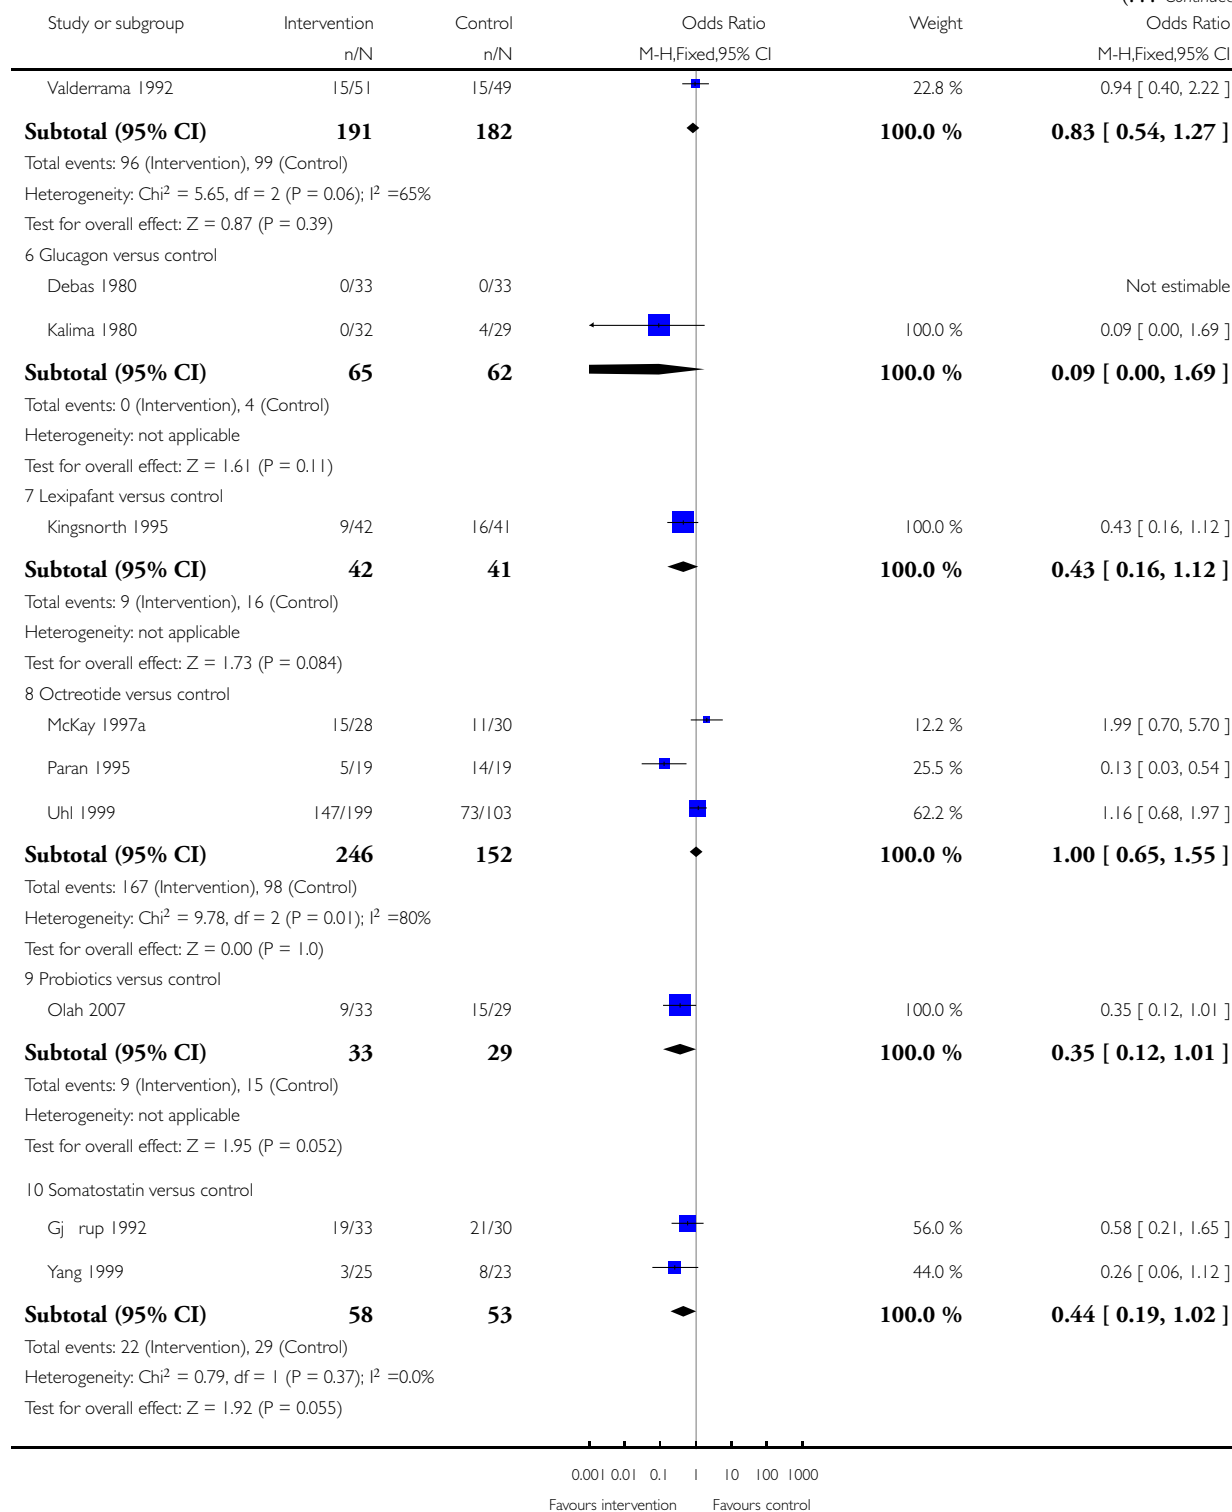 Continued
Study or subgroup Intervention Control Odds Ratio Weight Odds Ratio
n/N n/N M-H,Fixed,95% CI M-H,Fixed,95% CI
Valderrama 1992 15/51 15/49 22.8 % 0.94 [ 0.40, 2.22 ]
Subtotal (95% CI) 191 182 100.0 % 0.83 [ 0.54, 1.27 ]
Total events: 96 (Intervention), 99 (Control)
Heterogeneity: Chi² = 5.65, df = 2 (P = 0.06); I² =65%
Test for overall effect: Z = 0.87 (P = 0.39)
6 Glucagon versus control
Debas 1980 0/33 0/33 Not estimable
Kalima 1980 0/32 4/29 100.0 % 0.09 [ 0.00, 1.69 ]
Subtotal (95% CI) 65 62 100.0 % 0.09 [ 0.00, 1.69 ]
Total events: 0 (Intervention), 4 (Control)
Heterogeneity: not applicable
Test for overall effect: Z = 1.61 (P = 0.11)
7 Lexipafant versus control
Kingsnorth 1995 9/42 16/41 100.0 % 0.43 [ 0.16, 1.12 ]
Subtotal (95% CI) 42 41 100.0 % 0.43 [ 0.16, 1.12 ]
Total events: 9 (Intervention), 16 (Control)
Heterogeneity: not applicable
Test for overall effect: Z = 1.73 (P = 0.084)
8 Octreotide versus control
McKay 1997a 15/28 11/30 12.2 % 1.99 [ 0.70, 5.70 ]
Paran 1995 5/19 14/19 25.5 % 0.13 [ 0.03, 0.54 ]
Uhl 1999 147/199 73/103 62.2 % 1.16 [ 0.68, 1.97 ]
Subtotal (95% CI) 246 152 100.0 % 1.00 [ 0.65, 1.55 ]
Total events: 167 (Intervention), 98 (Control)
Heterogeneity: Chi² = 9.78, df = 2 (P = 0.01); I² =80%
Test for overall effect: Z = 0.00 (P = 1.0)
9 Probiotics versus control
Olah 2007 9/33 15/29 100.0 % 0.35 [ 0.12, 1.01 ]
Subtotal (95% CI) 33 29 100.0 % 0.35 [ 0.12, 1.01 ]
Total events: 9 (Intervention), 15 (Control)
Heterogeneity: not applicable
Test for overall effect: Z = 1.95 (P = 0.052)
10 Somatostatin versus control
Gj rup 1992 19/33 21/30 56.0 % 0.58 [ 0.21, 1.65 ]
Yang 1999 3/25 8/23 44.0 % 0.26 [ 0.06, 1.12 ]
Subtotal (95% CI) 58 53 100.0 % 0.44 [ 0.19, 1.02 ]
Total events: 22 (Intervention), 29 (Control)
Heterogeneity: Chi² = 0.79, df = 1 (P = 0.37); I² =0.0%
Test for overall effect: Z = 1.92 (P = 0.055)
0.001 0.01 0.1 1 10 100 1000
Favours intervention Favours control